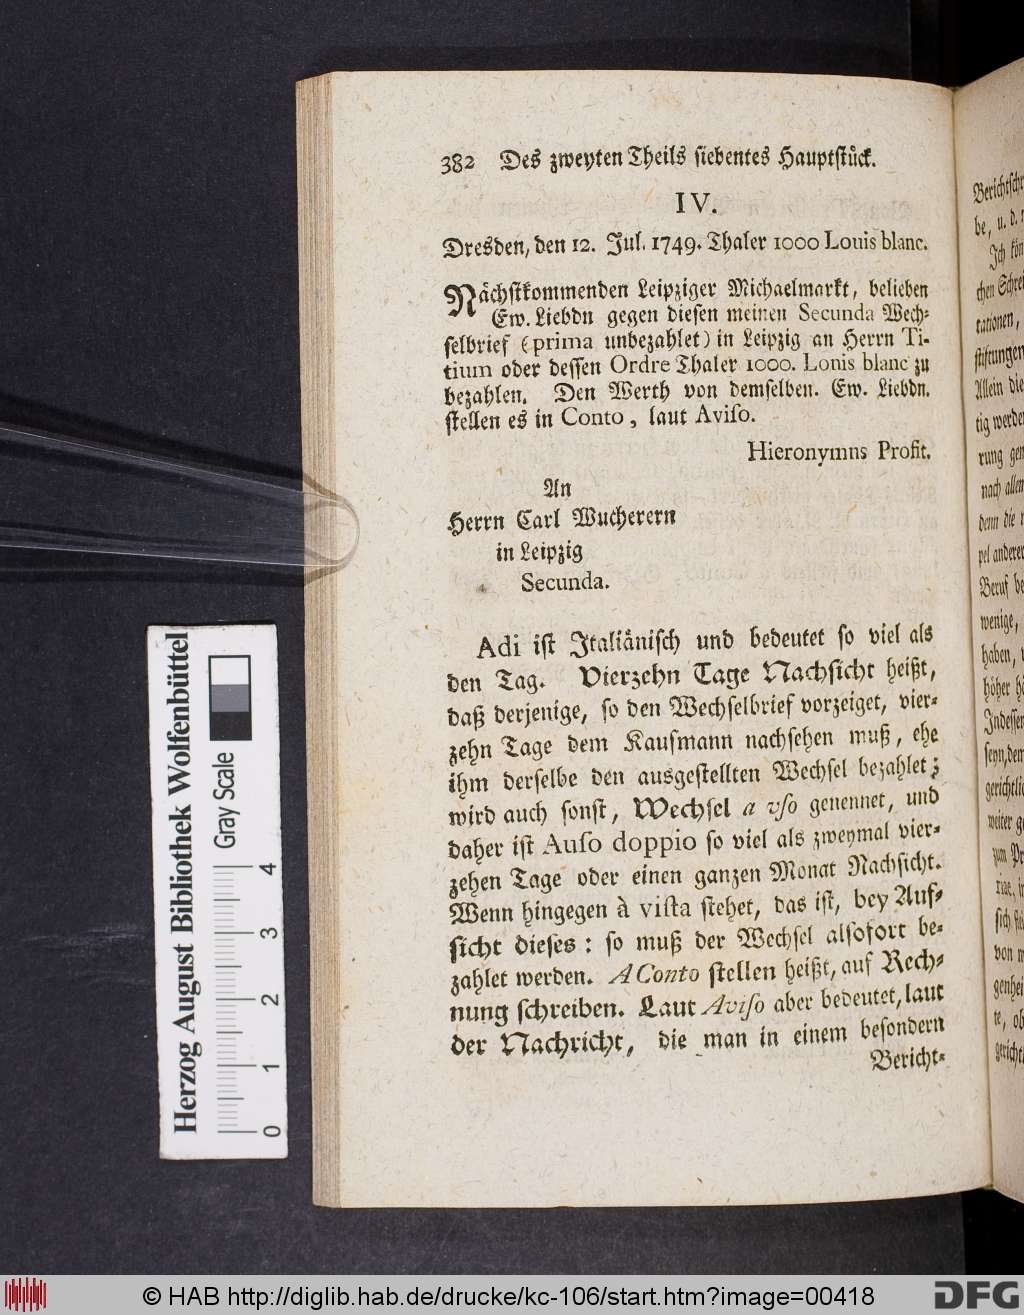 382 Des zweyten Theils siebentes Hauptstück.
IV.
Dresden, den 12. Jul. 1749. Thaler 1000 Louis blanc.
Nächstkommenden Leipziger Michaelmarkt, belieben
Ew. Liebdn gegen diesen meinen Secunda Wech-
selbrief (prima unbezahlet) in Leipzig an Herrn Ti-
tium oder dessen Ordre Thaler 1000. Lonis blanc zu
bezahlen. Den Werth von demselben. Ew. Liebdn.
stellen es in Conto, laut Aviſo.
Hieronymns Profit.
An
Herrn Carl Wucherern
in Leipzig
Secunda.
Adi ist Italiänisch und bedeutet so viel als
den Tag. Vierzehn Tage Nachsicht heißt,
daß derjenige, so den Wechselbrief vorzeiget, vier-
zehn Tage dem Kaufmann nachsehen muß, ehe
ihm derselbe den ausgestellten Wechsel bezahlet;
wird auch sonst, Wechsel a vſo genennet, und
daher ist Auſo doppio so viel als zweymal vier-
zehen Tage oder einen ganzen Monat Nachsicht.
Wenn hingegen à viſta stehet, das ist, bey Auf-
sicht dieses: so muß der Wechsel alsofort be-
zahlet werden. A Conto stellen heißt, auf Rech-
nung schreiben. Laut Aviſo aber bedeutet, laut
der Nachricht, die man in einem besondern
Bericht-
Herzog August Bibliothek Wolfenbüttel
Gray Scale
0 1 2 3 4
© HAB http://diglib.hab.de/drucke/kc-106/start.htm?image=00418
DFG